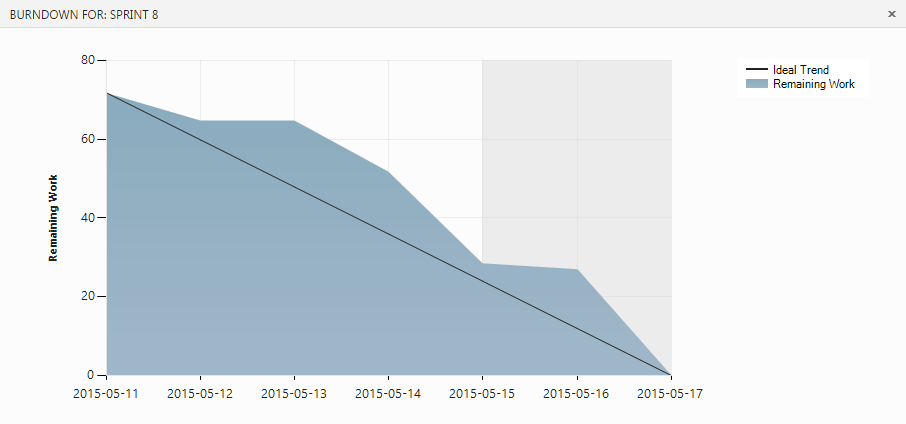 BURNDOWN FOR: SPRINT 8 ×
80
60
40
20
0
Remaining Work
2015-05-11 2015-05-12 2015-05-13 2015-05-14 2015-05-15 2015-05-16 2015-05-17
Ideal Trend
Remaining Work